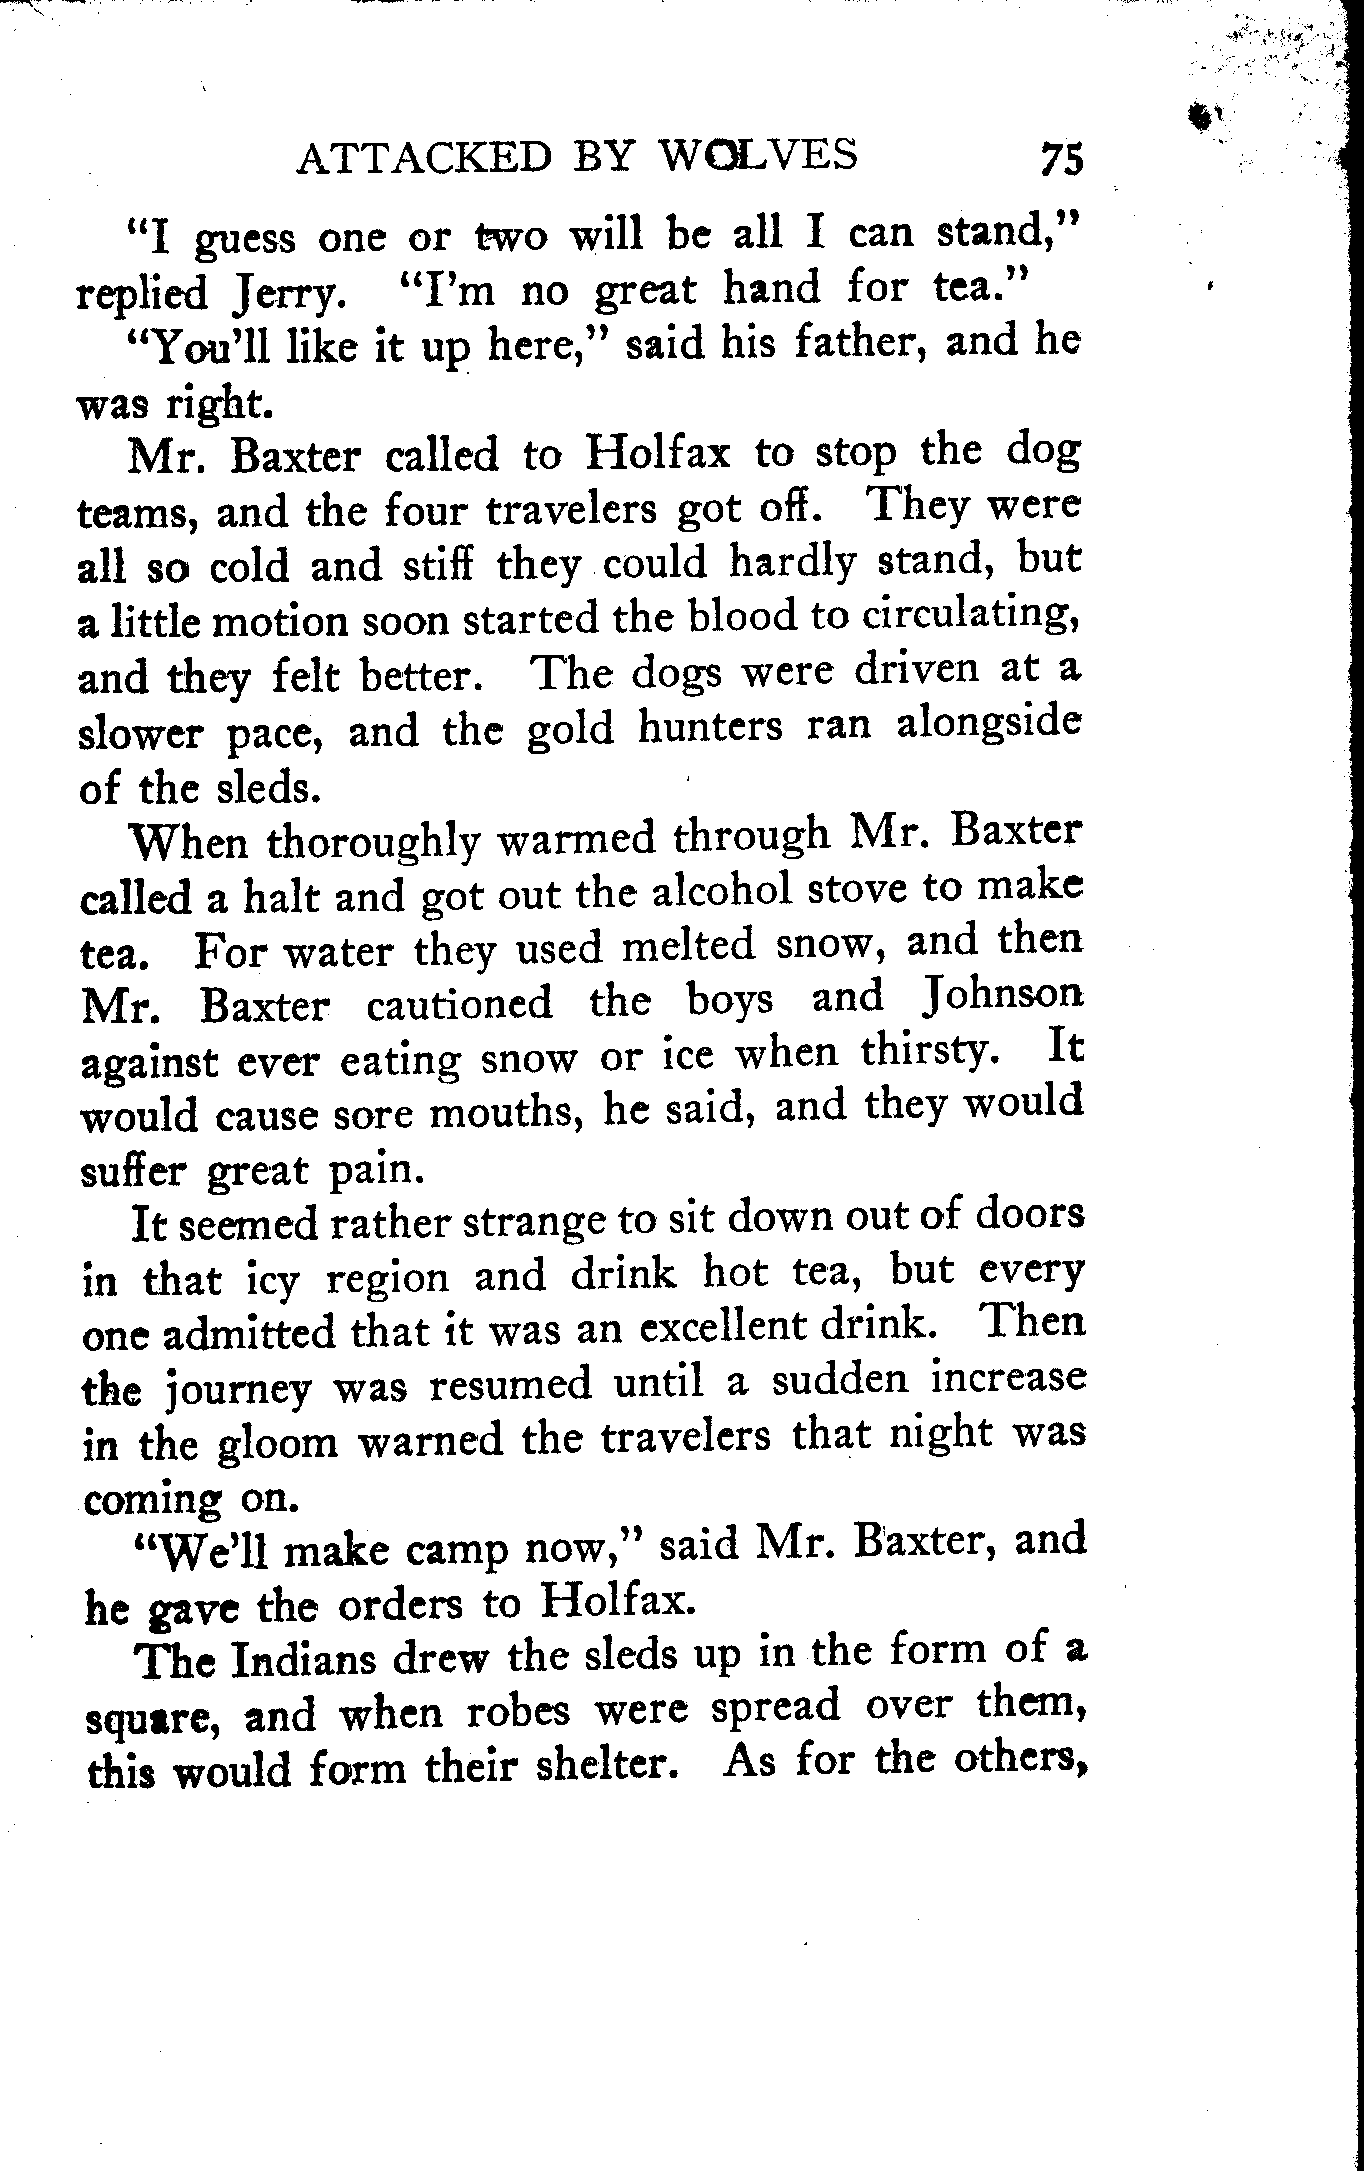 ATTACKED BY WOLVES 75
“I guess one or two will be all I can stand,”
replied Jerry. “I’m no great hand for tea.”
“You’ll like it up here,” said his father, and he
was right.
Mr. Baxter called to Holfax to stop the dog
teams, and the four travelers got off. They were
all so cold and stiff they could hardly stand, but
a little motion soon started the blood to circulating,
and they felt better. The dogs were driven at a
slower pace, and the gold hunters ran alongside
of the sleds.
When thoroughly warmed through Mr. Baxter
called a halt and got out the alcohol stove to make
tea. For water they used melted snow, and then
Mr. Baxter cautioned the boys and Johnson
against ever eating snow or ice when thirsty. It
would cause sore mouths, he said, and they would
suffer great pain.
It seemed rather strange to sit down out of doors
in that icy region and drink hot tea, but every
one admitted that it was an excellent drink. Then
the journey was resumed until a sudden increase
in the gloom warned the travelers that night was
coming on.
“We’ll make camp now,” said Mr. Baxter, and
he gave the orders to Holfax.
The Indians drew the sleds up in the form of a
square, and when robes were spread over them,
this would form their shelter. As for the others,